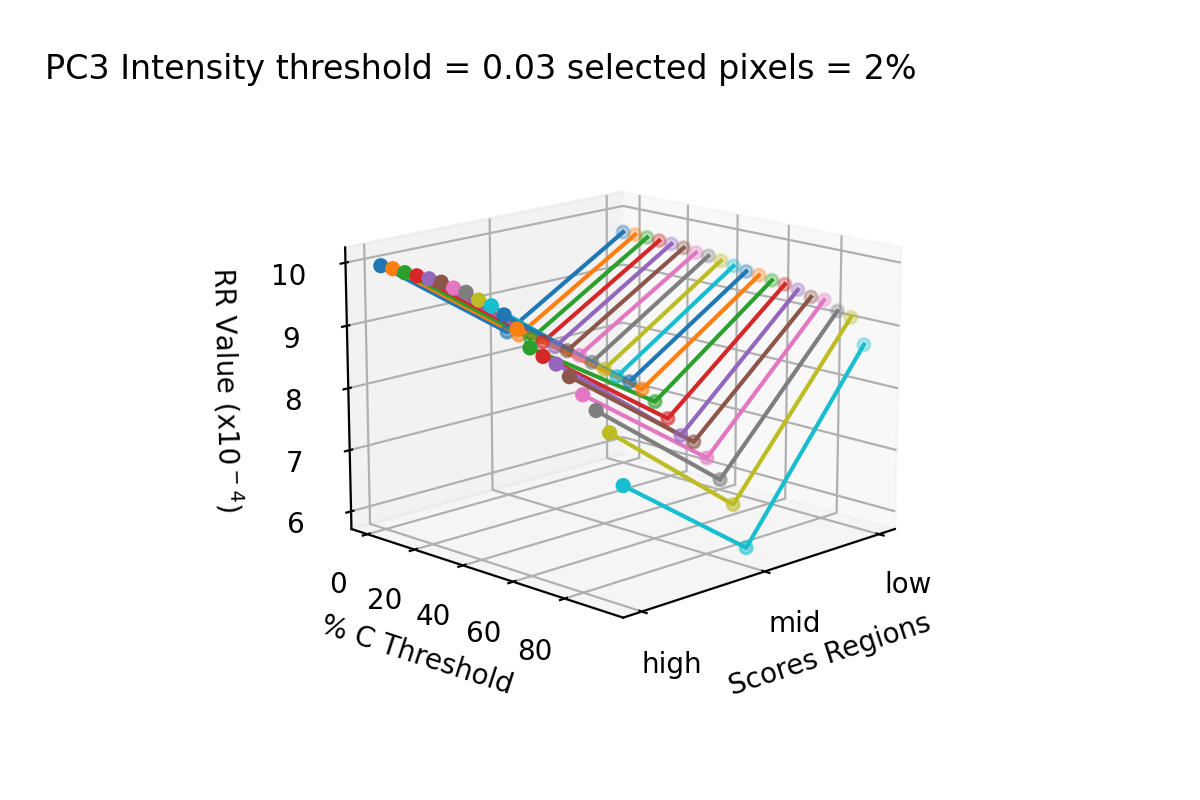 PC3 Intensity threshold = 0.03 selected pixels = 2%
RR Value (x10⁻⁴)
10
9
8
7
6
0
20
40
60
80
% C Threshold
high
mid
low
Scores Regions